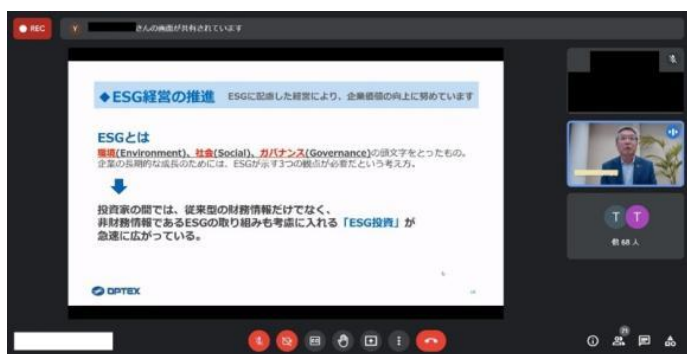 REC
Y
さんの画面が共有されています
◆ESG経営の推進 ESGに配慮した経営により、企業価値の向上に努めています
ESGとは
環境(Environment)、社会(Social)、ガバナンス(Governance)の頭文字をとったもの。
企業の長期的な成長のためには、ESGが示す3つの観点が必要だという考え方。
投資家の間では、従来型の財務情報だけでなく、
非財務情報であるESGの取り組みも考慮に入れる「ESG投資」が
急速に広がっている。
OPTEX
T T
他 68 人